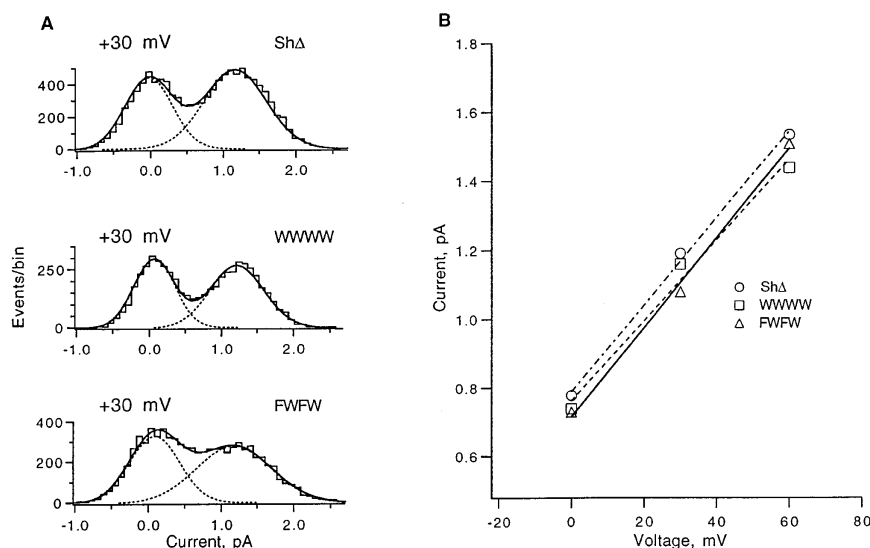 A
+30 mV
ShΔ
400
200
0
-1.0 0.0 1.0 2.0
+30 mV
WWWW
250
0
-1.0 0.0 1.0 2.0
+30 mV
FWFW
400
200
0
-1.0 0.0 1.0 2.0
Events/bin
Current, pA
B
1.8
1.6
1.4
1.2
1.0
0.8
0.6
Current, pA
ShΔ
WWWW
FWFW
-20 0 20 40 60 80
Voltage, mV